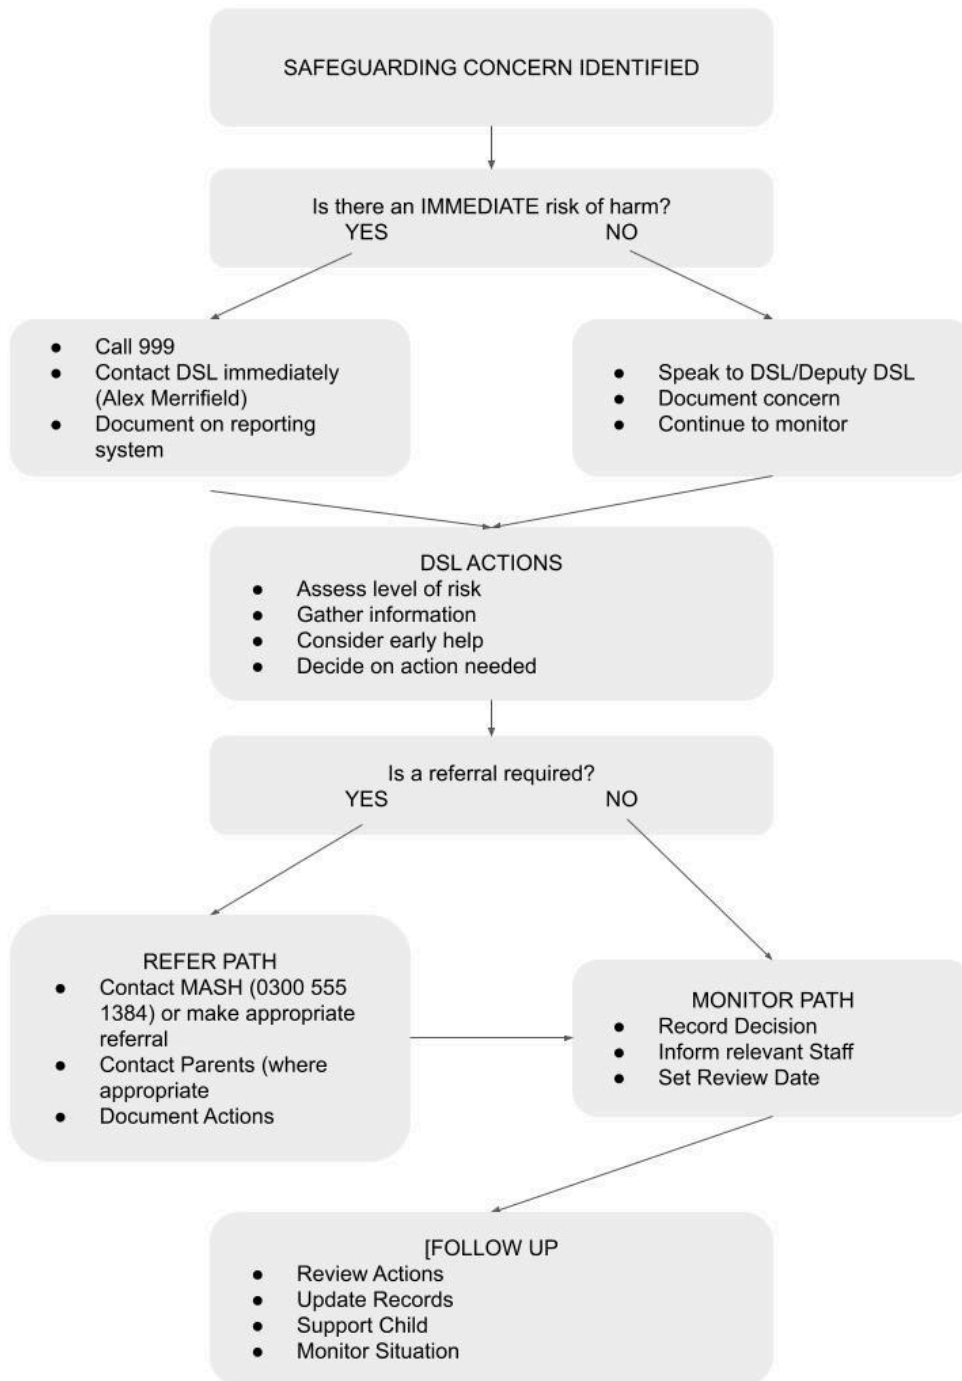 SAFEGUARDING CONCERN IDENTIFIED
Is there an IMMEDIATE risk of harm?
YES NO
● Call 999
● Contact DSL immediately
(Alex Merrifield)
● Document on reporting
system
● Speak to DSL/Deputy DSL
● Document concern
● Continue to monitor
DSL ACTIONS
● Assess level of risk
● Gather information
● Consider early help
● Decide on action needed
Is a referral required?
YES NO
REFER PATH
● Contact MASH (0300 555
1384) or make appropriate
referral
● Contact Parents (where
appropriate
● Document Actions
MONITOR PATH
● Record Decision
● Inform relevant Staff
● Set Review Date
[FOLLOW UP
● Review Actions
● Update Records
● Support Child
● Monitor Situation